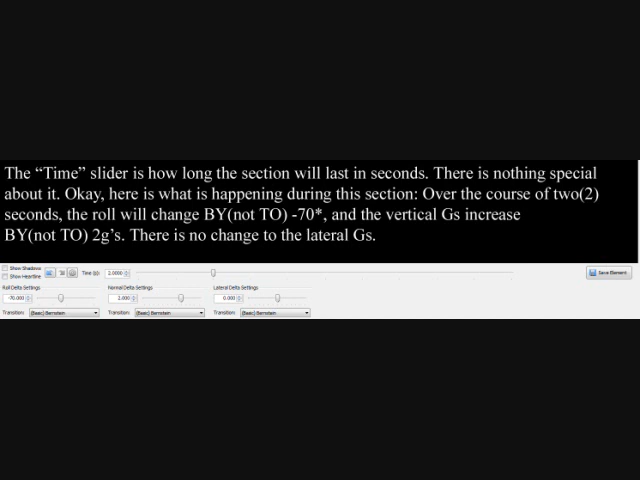 The “Time” slider is how long the section will last in seconds. There is nothing special
about it. Okay, here is what is happening during this section: Over the course of two(2)
seconds, the roll will change BY(not TO) -70*, and the vertical Gs increase
BY(not TO) 2g’s. There is no change to the lateral Gs.
Show Shadows
Show Heartline
Time (s): 2.0000
Save Element
Roll Delta Settings Normal Delta Settings Lateral Delta Settings
-70.000 2.000 0.000
Transition: (Basic) Bernstein Transition: (Basic) Bernstein Transition: (Basic) Bernstein